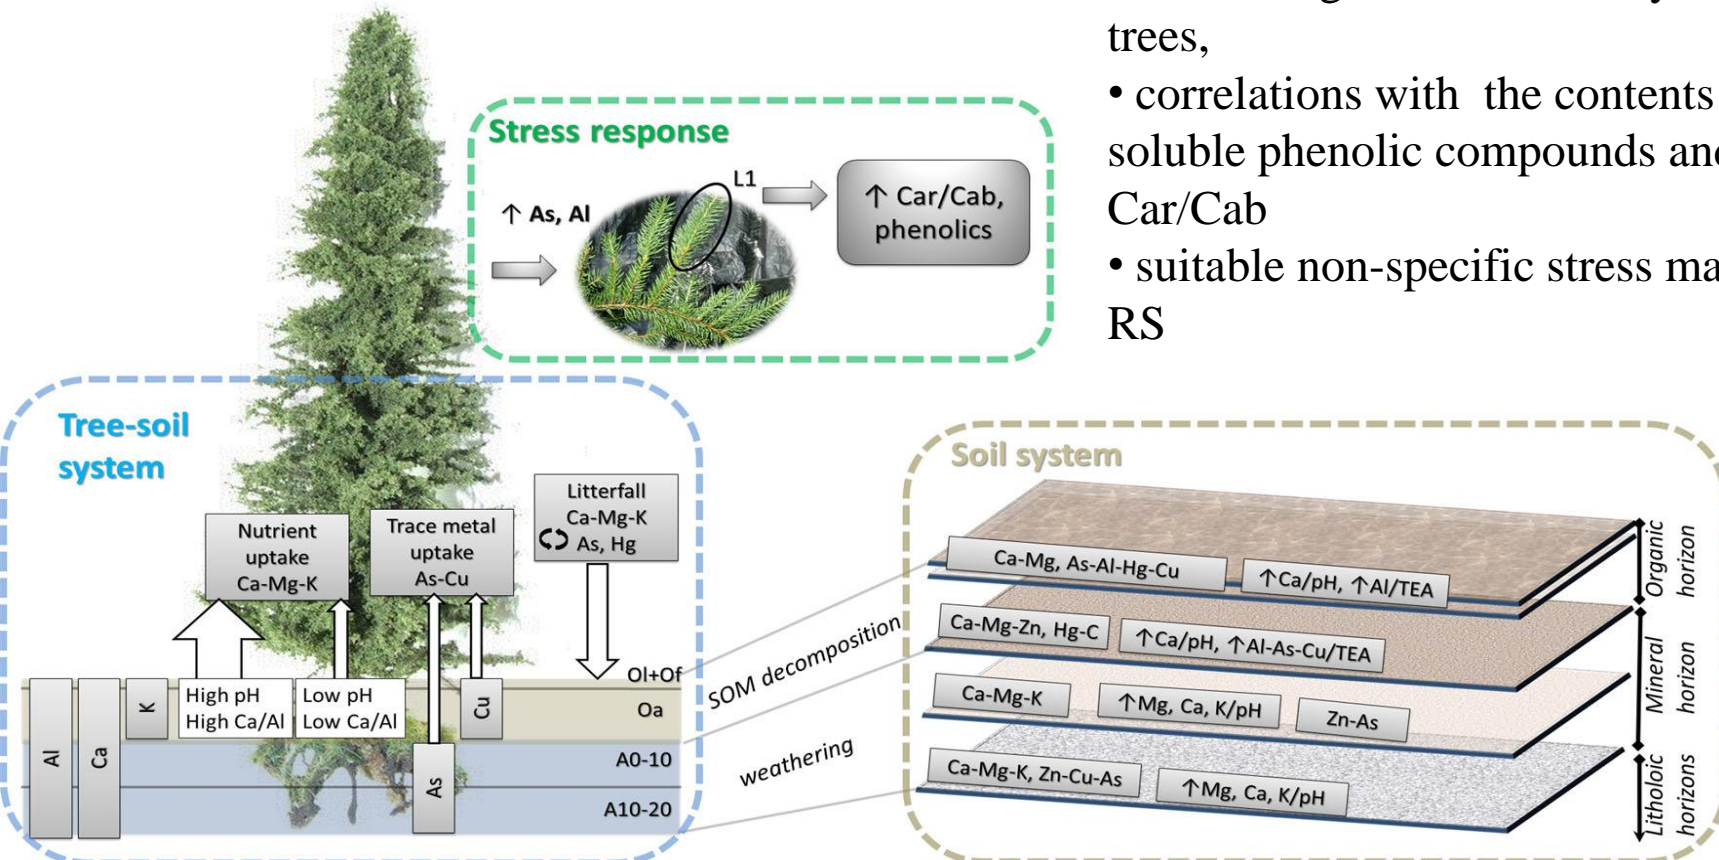 trees,
• correlations with the contents
soluble phenolic compounds and
Car/Cab
• suitable non-specific stress ma
RS
Stress response
↑ As, Al
L1
↑ Car/Cab,
phenolics
Tree-soil
system
Nutrient
uptake
Ca-Mg-K
Trace metal
uptake
As-Cu
Litterfall
Ca-Mg-K
As, Hg
Al
Ca
K
High pH
High Ca/Al
Low pH
Low Ca/Al
As
Cu
Ol+Of
Oa
A0-10
A10-20
SOM decomposition
weathering
Soil system
Ca-Mg, As-Al-Hg-Cu
↑Ca/pH, ↑Al/TEA
Ca-Mg-Zn, Hg-C
↑Ca/pH, ↑Al-As-Cu/TEA
Ca-Mg-K
↑Mg, Ca, K/pH
Zn-As
Ca-Mg-K, Zn-Cu-As
↑Mg, Ca, K/pH
Organic
horizon
Mineral
horizon
Litholoic
horizons